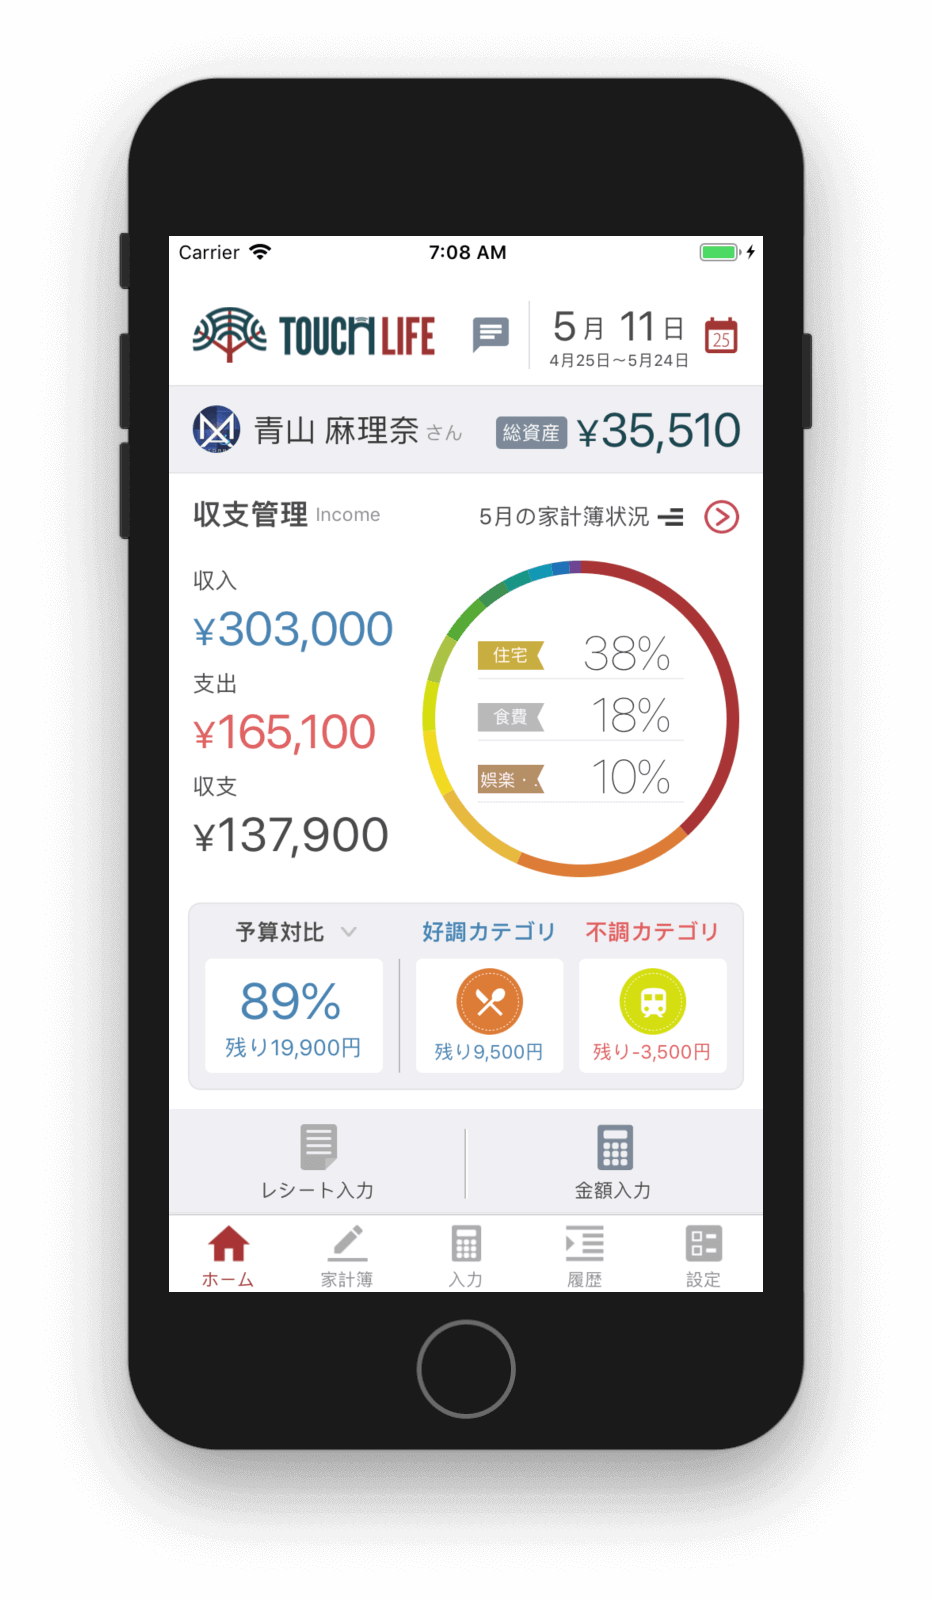 Carrier 7:08 AM
TOUCH LIFE
5月 11日
4月25日〜5月24日
25
青山 麻理奈さん 総資産 ¥35,510
収支管理 Income 5月の家計簿状況
収入
¥303,000
支出
¥165,100
収支
¥137,900
住宅 38%
食費 18%
娯楽・.. 10%
予算対比 好調カテゴリ 不調カテゴリ
89%
残り19,900円 残り9,500円 残り-3,500円
レシート入力 金額入力
ホーム 家計簿 入力 履歴 設定